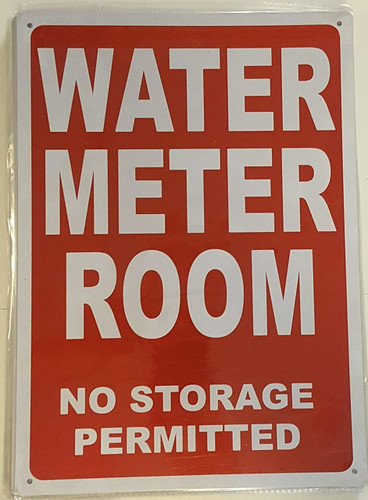 WATER
METER
ROOM
NO STORAGE
PERMITTED